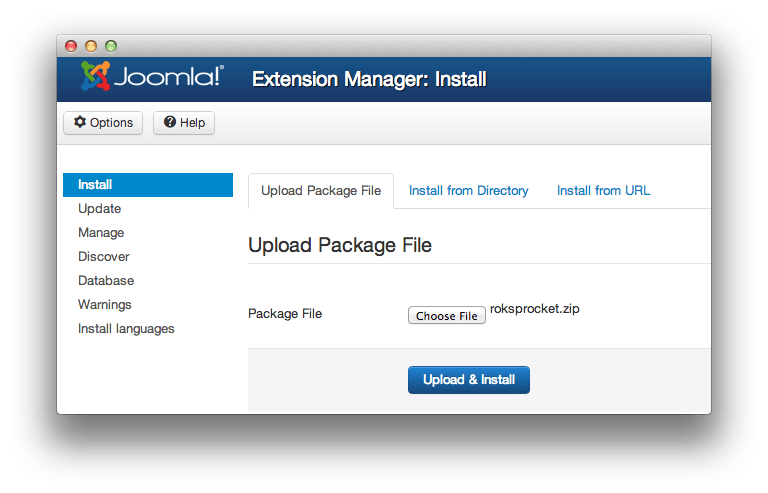 Joomla!® Extension Manager: Install
Options Help
Install
Update
Manage
Discover
Database
Warnings
Install languages
Upload Package File Install from Directory Install from URL
Upload Package File
Package File Choose File roksprocket.zip
Upload & Install